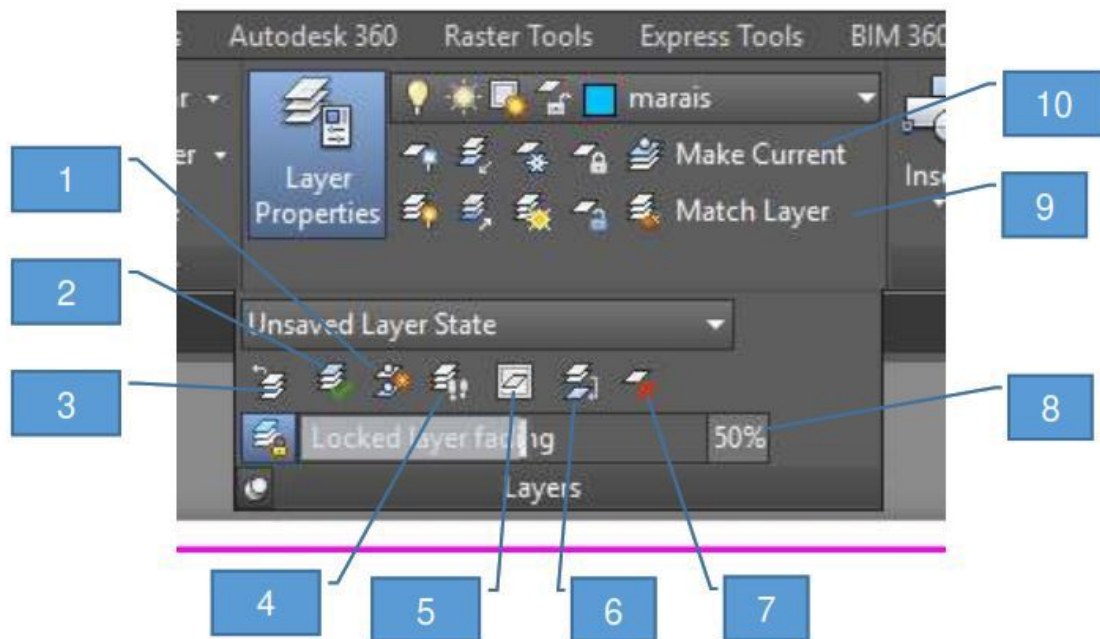 Autodesk 360 Raster Tools Express Tools BIM 360
marais
10
Make Current
1
Layer
Properties
Match Layer
9
2
Unsaved Layer State
3
8
Locked layer fading 50%
Layers
4 5 6 7